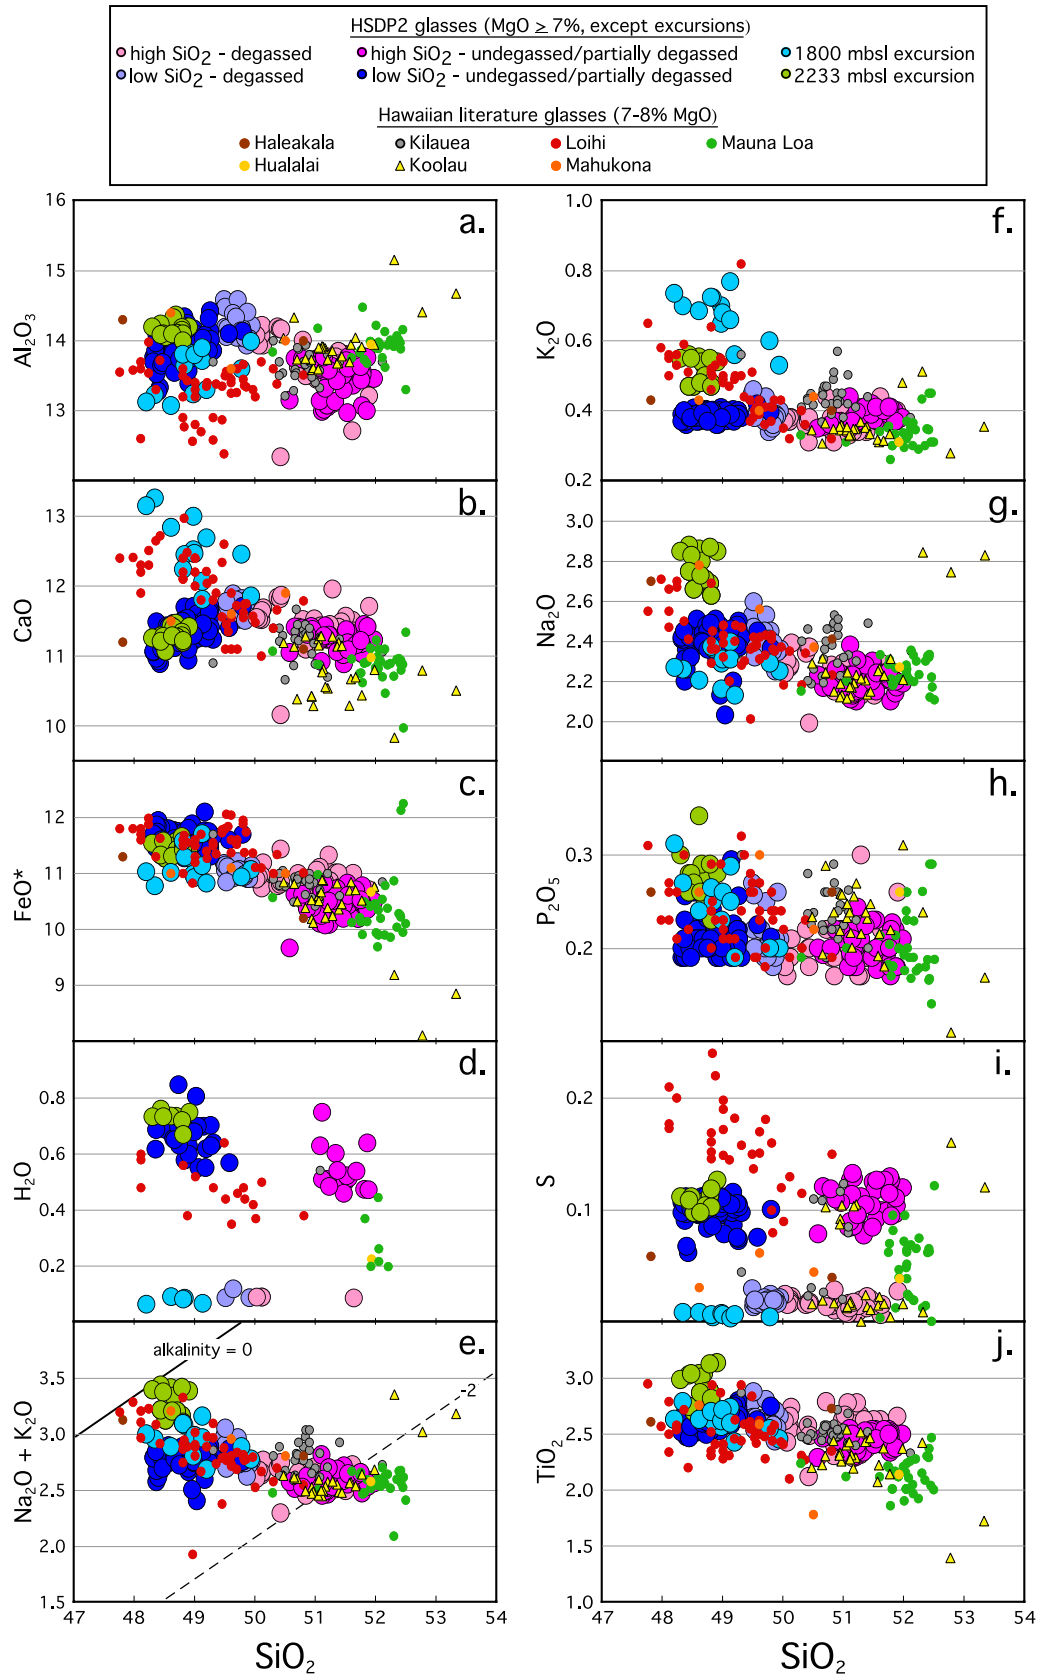 HSDP2 glasses (MgO ≥ 7%, except excursions)
high SiO2 - degassed
high SiO2 - undegassed/partially degassed
1800 mbsl excursion
low SiO2 - degassed
low SiO2 - undegassed/partially degassed
2233 mbsl excursion
Hawaiian literature glasses (7-8% MgO)
Haleakala
Kilauea
Loihi
Mauna Loa
Hualalai
Koolau
Mahukona
a.
16
15
14
13
Al2O3
b.
13
12
11
10
CaO
c.
12
11
10
9
FeO*
d.
0.8
0.6
0.4
0.2
H2O
e.
alkalinity = 0
-2
3.5
3.0
2.5
2.0
1.5
Na2O + K2O
47 48 49 50 51 52 53 54
SiO2
f.
1.0
0.8
0.6
0.4
0.2
K2O
g.
3.0
2.8
2.6
2.4
2.2
2.0
Na2O
h.
0.3
0.2
P2O5
i.
0.2
0.1
S
j.
3.0
2.5
2.0
1.5
1.0
TiO2
47 48 49 50 51 52 53 54
SiO2